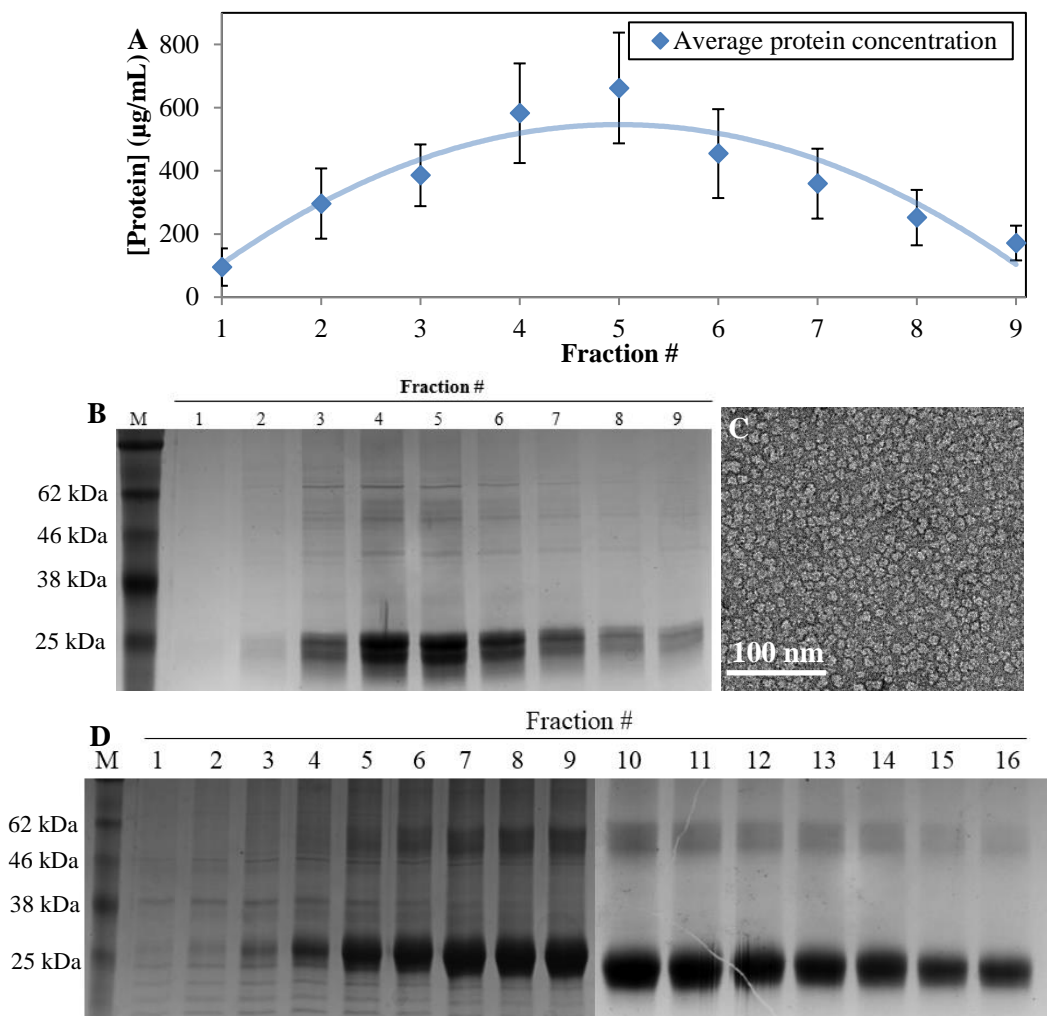 A
800
600
400
200
0
[Protein] (µg/mL)
Average protein concentration
1 2 3 4 5 6 7 8 9
Fraction #
B
Fraction #
M 1 2 3 4 5 6 7 8 9
62 kDa
46 kDa
38 kDa
25 kDa
C
100 nm
D
Fraction #
M 1 2 3 4 5 6 7 8 9 10 11 12 13 14 15 16
62 kDa
46 kDa
38 kDa
25 kDa